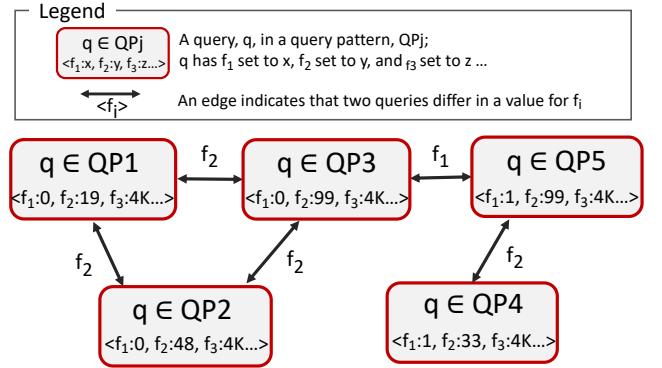 Legend
q ∈ QPj
<f₁:x, f₂:y, f₃:z...>
A query, q, in a query pattern, QPj;
q has f₁ set to x, f₂ set to y, and f₃ set to z ...
<fᵢ>
An edge indicates that two queries differ in a value for fᵢ
q ∈ QP1
<f₁:0, f₂:19, f₃:4K...>
f₂
q ∈ QP3
<f₁:0, f₂:99, f₃:4K...>
f₁
q ∈ QP5
<f₁:1, f₂:99, f₃:4K...>
f₂
f₂
f₂
q ∈ QP2
<f₁:0, f₂:48, f₃:4K...>
q ∈ QP4
<f₁:1, f₂:33, f₃:4K...>